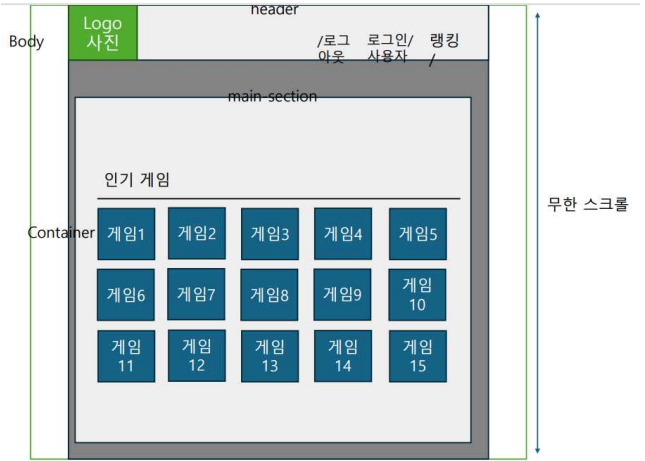 header
Logo
사진
Body
/로그
아웃
로그인/
사용자
랭킹
/
main-section
인기 게임
무한 스크롤
Container
게임1
게임2
게임3
게임4
게임5
게임6
게임7
게임8
게임9
게임
10
게임
11
게임
12
게임
13
게임
14
게임
15